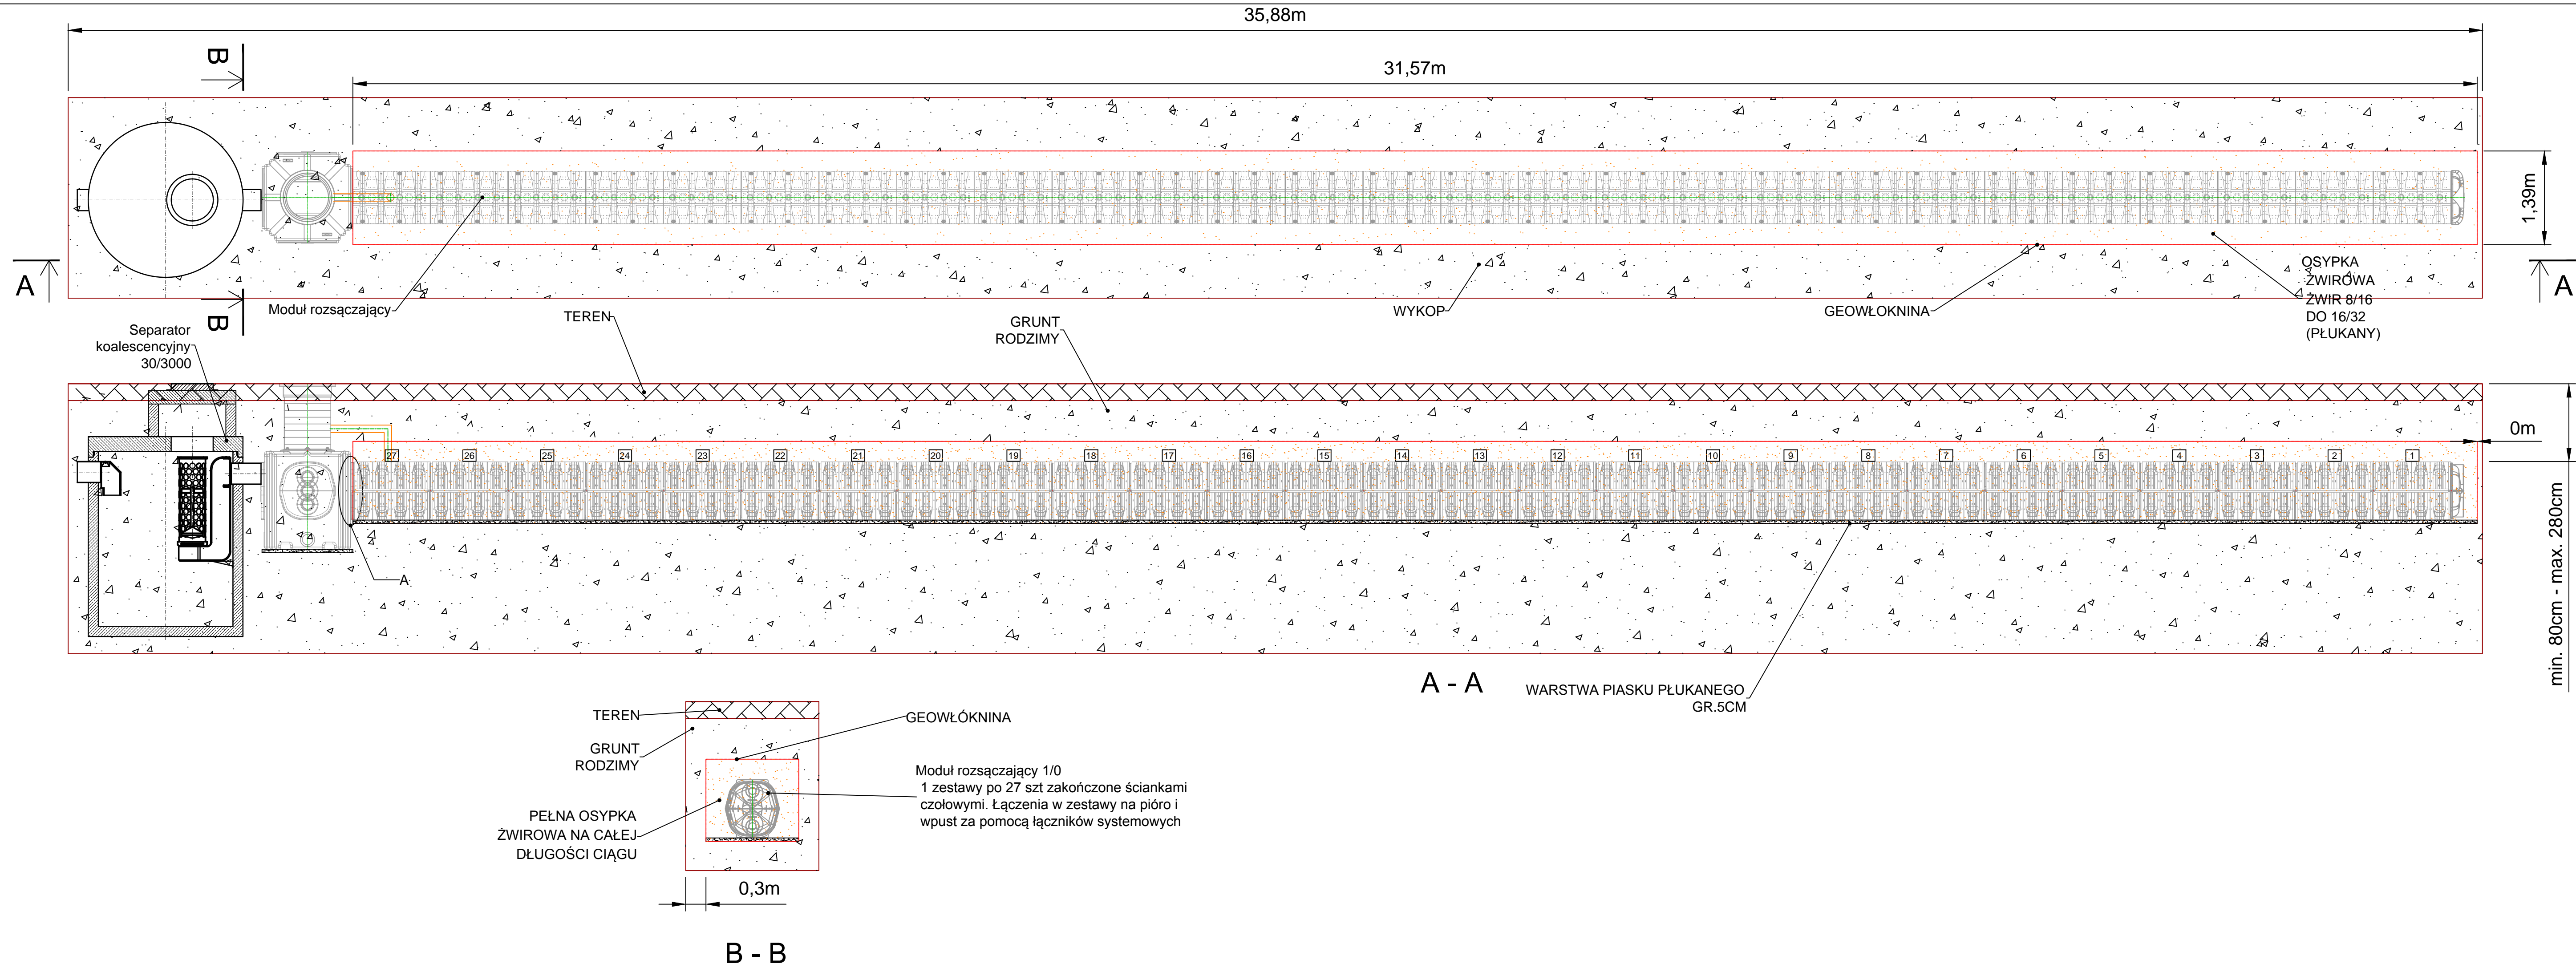 35,88m
31,57m
B
1,39m
A
A
B
Moduł rozsączający
TEREN
GRUNT
RODZIMY
WYKOP
GEOWŁOKNINA
OSYPKA
ŻWIROWA
ŻWIR 8/16
DO 16/32
(PŁUKANY)
Separator
koalescencyjny
30/3000
0m
27 26 25 24 23 22 21 20 19 18 17 16 15 14 13 12 11 10 9 8 7 6 5 4 3 2 1
A
min. 80cm - max. 280cm
A - A
WARSTWA PIASKU PŁUKANEGO
GR.5CM
TEREN
GEOWŁÓKNINA
GRUNT
RODZIMY
Moduł rozsączający 1/0
1 zestawy po 27 szt zakończone ściankami
czołowymi. Łączenia w zestawy na pióro i
wpust za pomocą łączników systemowych
PEŁNA OSYPKA
ŻWIROWA NA CAŁEJ
DŁUGOŚCI CIĄGU
0,3m
B - B